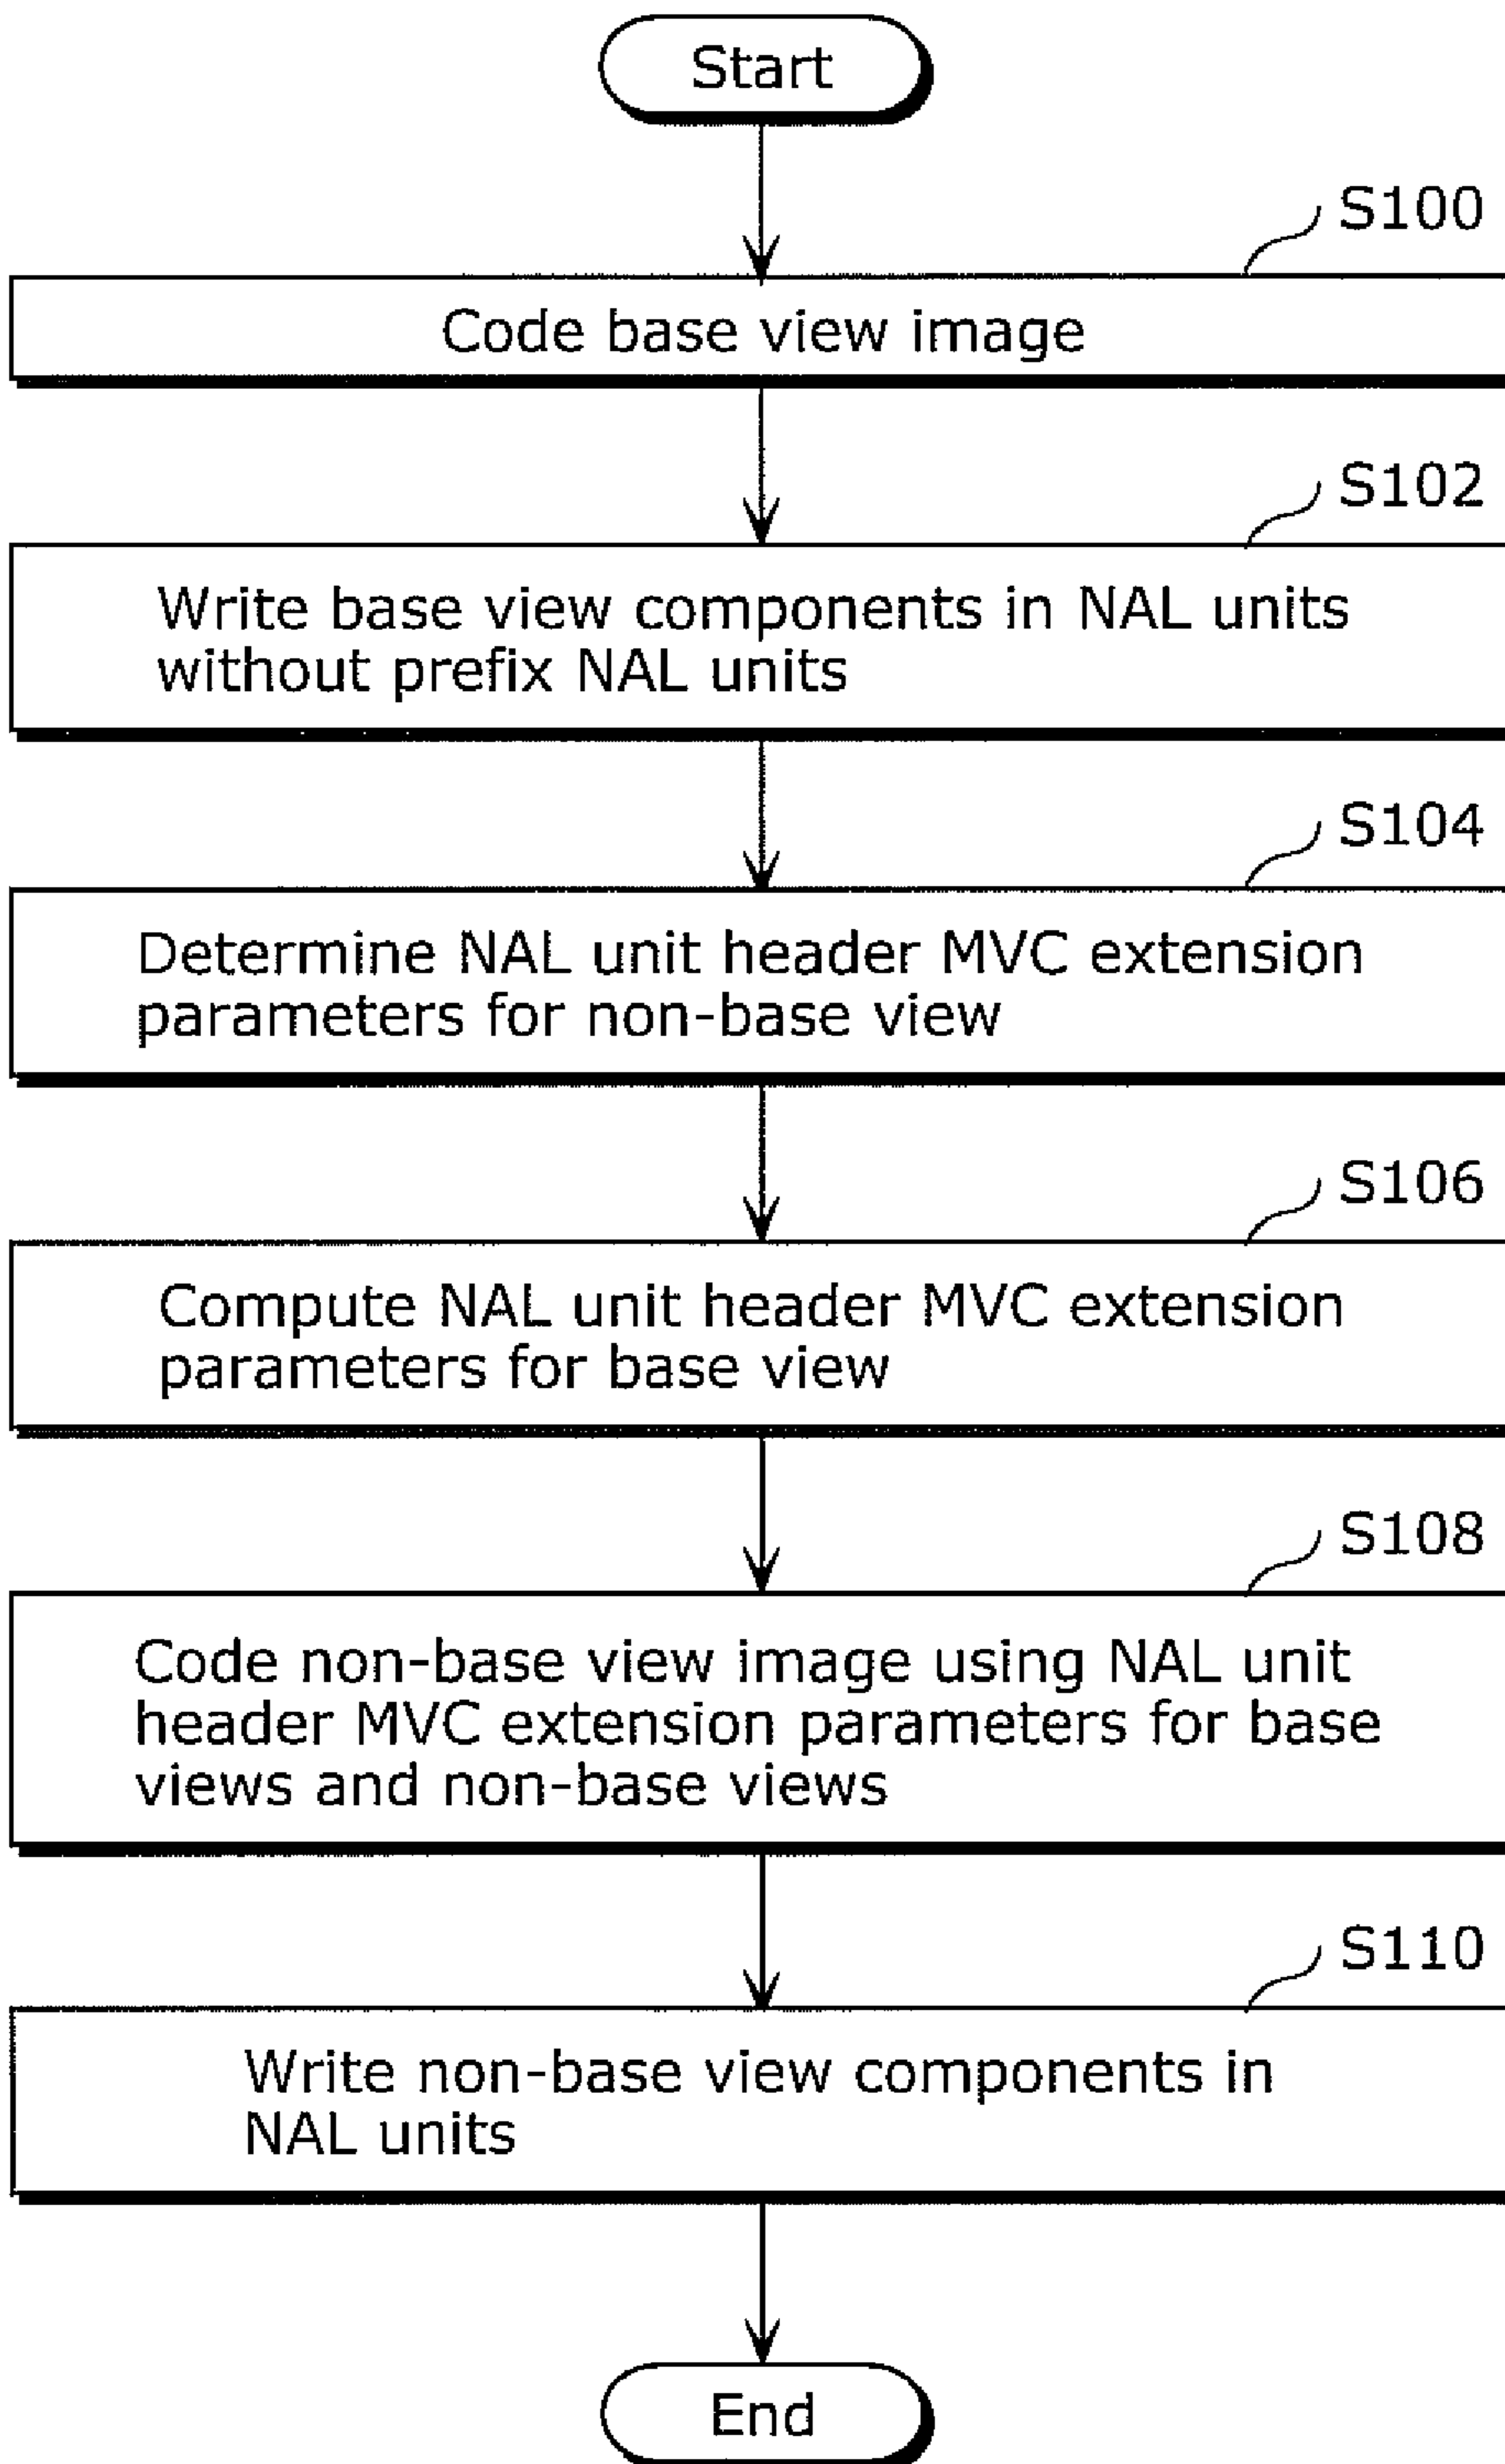 Start
S100
Code base view image
S102
Write base view components in NAL units
without prefix NAL units
S104
Determine NAL unit header MVC extension
parameters for non-base view
S106
Compute NAL unit header MVC extension
parameters for base view
S108
Code non-base view image using NAL unit
header MVC extension parameters for base
views and non-base views
S110
Write non-base view components in
NAL units
End